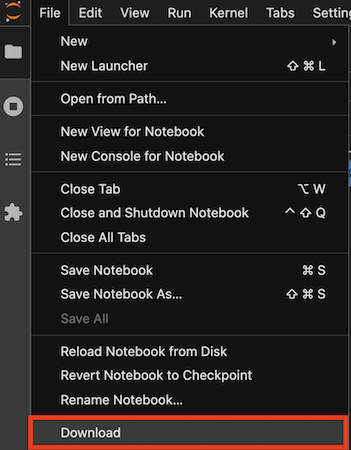 File Edit View Run Kernel Tabs Settin
New
New Launcher ⇧ ⌘ L
Open from Path...
New View for Notebook
New Console for Notebook
Close Tab ⌥ W
Close and Shutdown Notebook ⌃ ⇧ Q
Close All Tabs
Save Notebook ⌘ S
Save Notebook As... ⇧ ⌘ S
Save All
Reload Notebook from Disk
Revert Notebook to Checkpoint
Rename Notebook...
Download